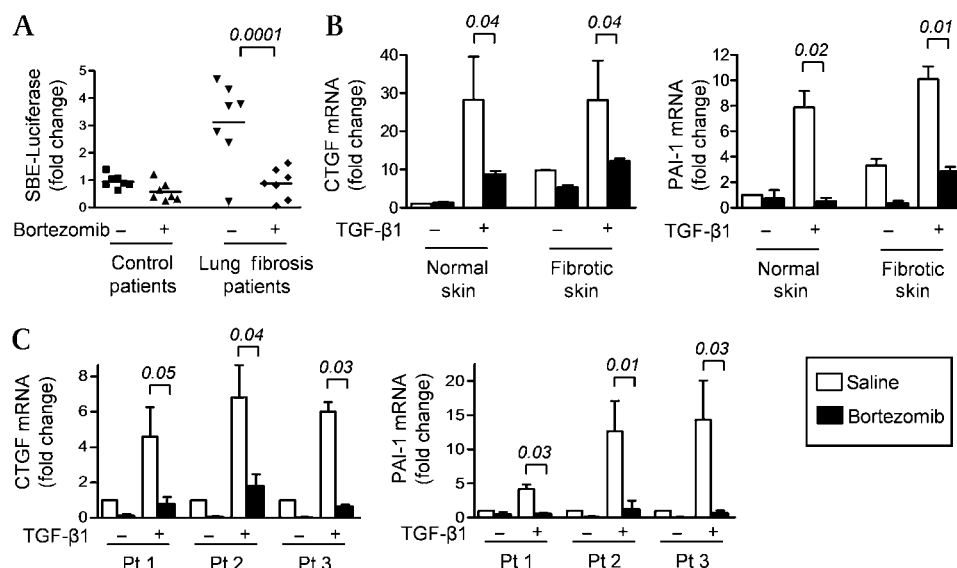 A
0.0001
SBE-Luciferase
(fold change)
5
4
3
2
1
0
Bortezomib – + – +
Control
patients
Lung fibrosis
patients
B
0.04
0.04
CTGF mRNA
(fold change)
40
30
20
10
0
TGF-β1 – + – +
Normal
skin
Fibrotic
skin
0.02
0.01
PAI-1 mRNA
(fold change)
12
10
8
6
4
2
0
TGF-β1 – + – +
Normal
skin
Fibrotic
skin
C
0.05
0.04
0.03
CTGF mRNA
(fold change)
8
6
4
2
0
TGF-β1 – + – + – +
Pt 1 Pt 2 Pt 3
0.03
0.01
0.03
PAI-1 mRNA
(fold change)
20
15
10
5
0
TGF-β1 – + – + – +
Pt 1 Pt 2 Pt 3
Saline
Bortezomib